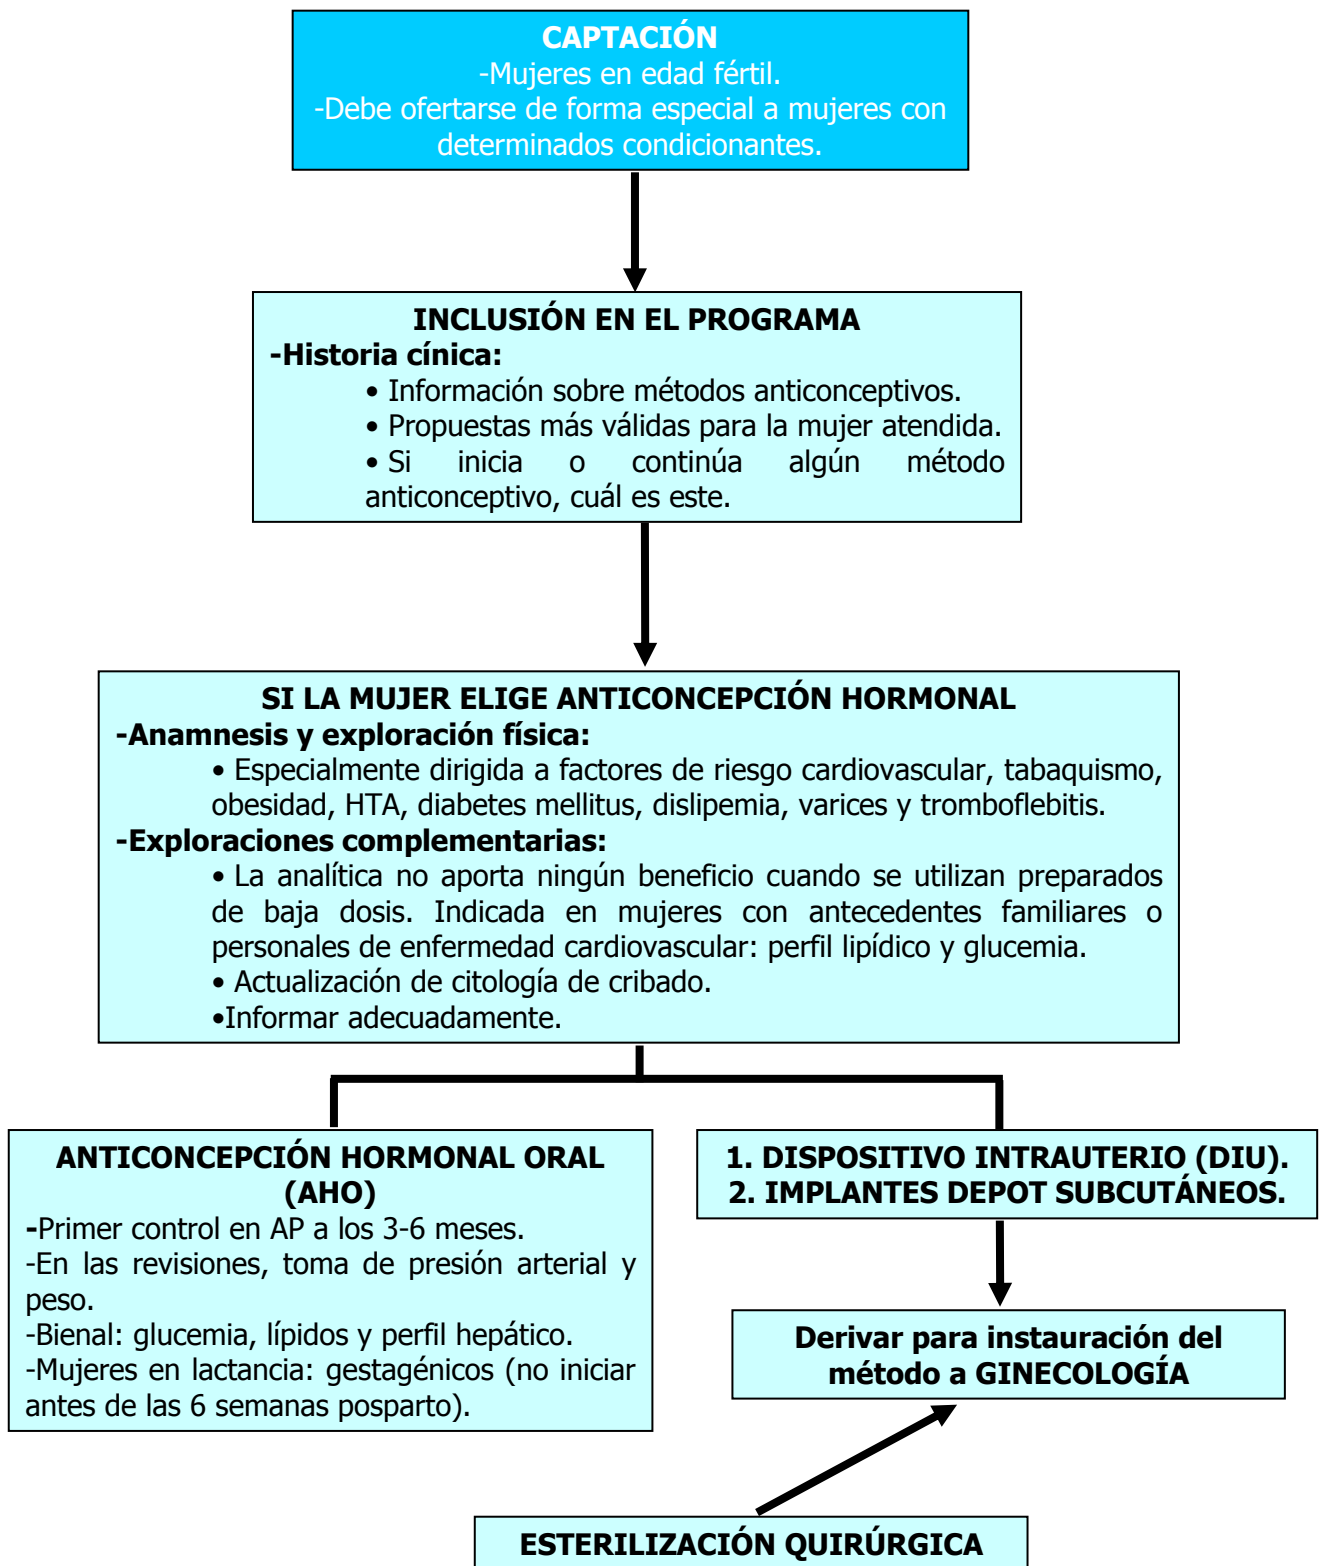 CAPTACIÓN
-Mujeres en edad fértil.
-Debe ofertarse de forma especial a mujeres con
determinados condicionantes.
INCLUSIÓN EN EL PROGRAMA
-Historia cínica:
• Información sobre métodos anticonceptivos.
• Propuestas más válidas para la mujer atendida.
• Si inicia o continúa algún método
anticonceptivo, cuál es este.
SI LA MUJER ELIGE ANTICONCEPCIÓN HORMONAL
-Anamnesis y exploración física:
• Especialmente dirigida a factores de riesgo cardiovascular, tabaquismo,
obesidad, HTA, diabetes mellitus, dislipemia, varices y tromboflebitis.
-Exploraciones complementarias:
• La analítica no aporta ningún beneficio cuando se utilizan preparados
de baja dosis. Indicada en mujeres con antecedentes familiares o
personales de enfermedad cardiovascular: perfil lipídico y glucemia.
• Actualización de citología de cribado.
•Informar adecuadamente.
ANTICONCEPCIÓN HORMONAL ORAL
(AHO)
-Primer control en AP a los 3-6 meses.
-En las revisiones, toma de presión arterial y
peso.
-Bienal: glucemia, lípidos y perfil hepático.
-Mujeres en lactancia: gestagénicos (no iniciar
antes de las 6 semanas posparto).
1. DISPOSITIVO INTRAUTERIO (DIU).
2. IMPLANTES DEPOT SUBCUTÁNEOS.
Derivar para instauración del
método a GINECOLOGÍA
ESTERILIZACIÓN QUIRÚRGICA